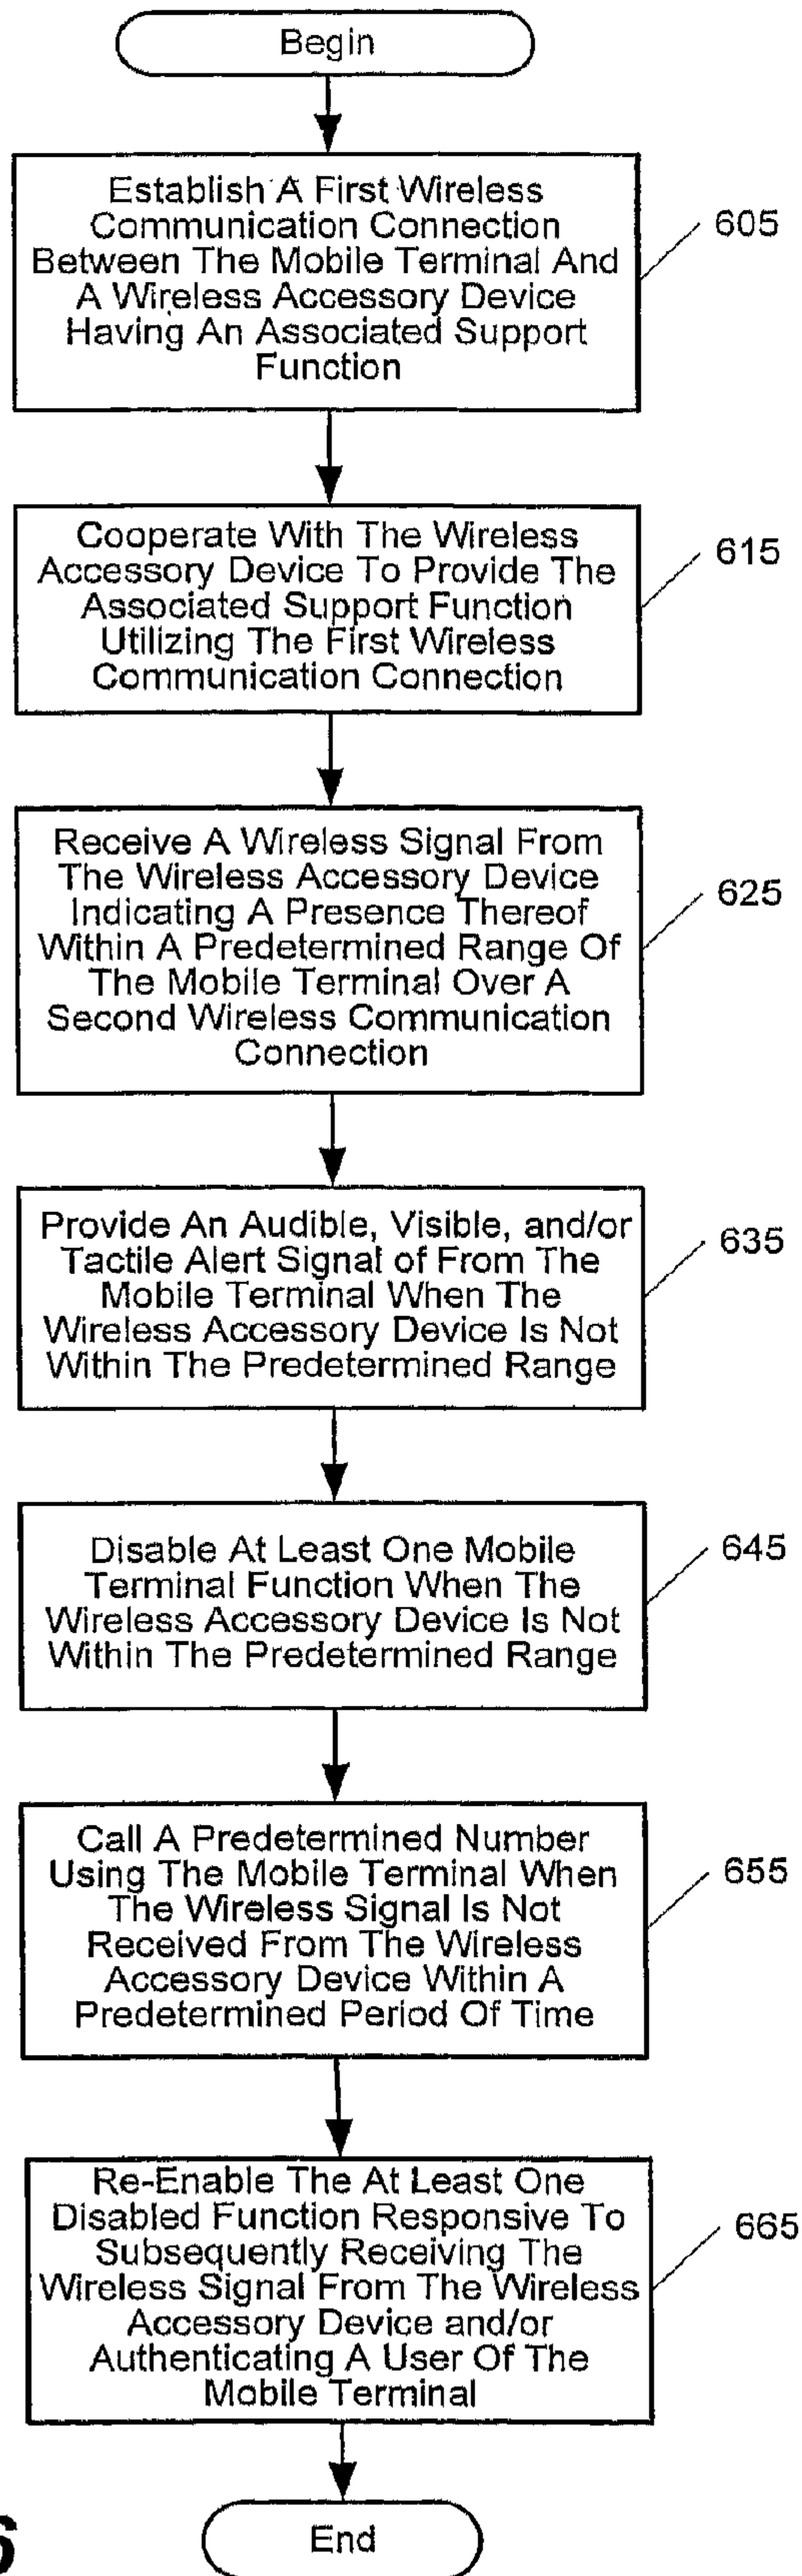 Begin
Establish A First Wireless
Communication Connection
Between The Mobile Terminal And
A Wireless Accessory Device
Having An Associated Support
Function
605
Cooperate With The Wireless
Accessory Device To Provide The
Associated Support Function
Utilizing The First Wireless
Communication Connection
615
Receive A Wireless Signal From
The Wireless Accessory Device
Indicating A Presence Thereof
Within A Predetermined Range Of
The Mobile Terminal Over A
Second Wireless Communication
Connection
625
Provide An Audible, Visible, and/or
Tactile Alert Signal of From The
Mobile Terminal When The
Wireless Accessory Device Is Not
Within The Predetermined Range
635
Disable At Least One Mobile
Terminal Function When The
Wireless Accessory Device Is Not
Within The Predetermined Range
645
Call A Predetermined Number
Using The Mobile Terminal When
The Wireless Signal Is Not
Received From The Wireless
Accessory Device Within A
Predetermined Period Of Time
655
Re-Enable The At Least One
Disabled Function Responsive To
Subsequently Receiving The
Wireless Signal From The Wireless
Accessory Device and/or
Authenticating A User Of The
Mobile Terminal
665
End